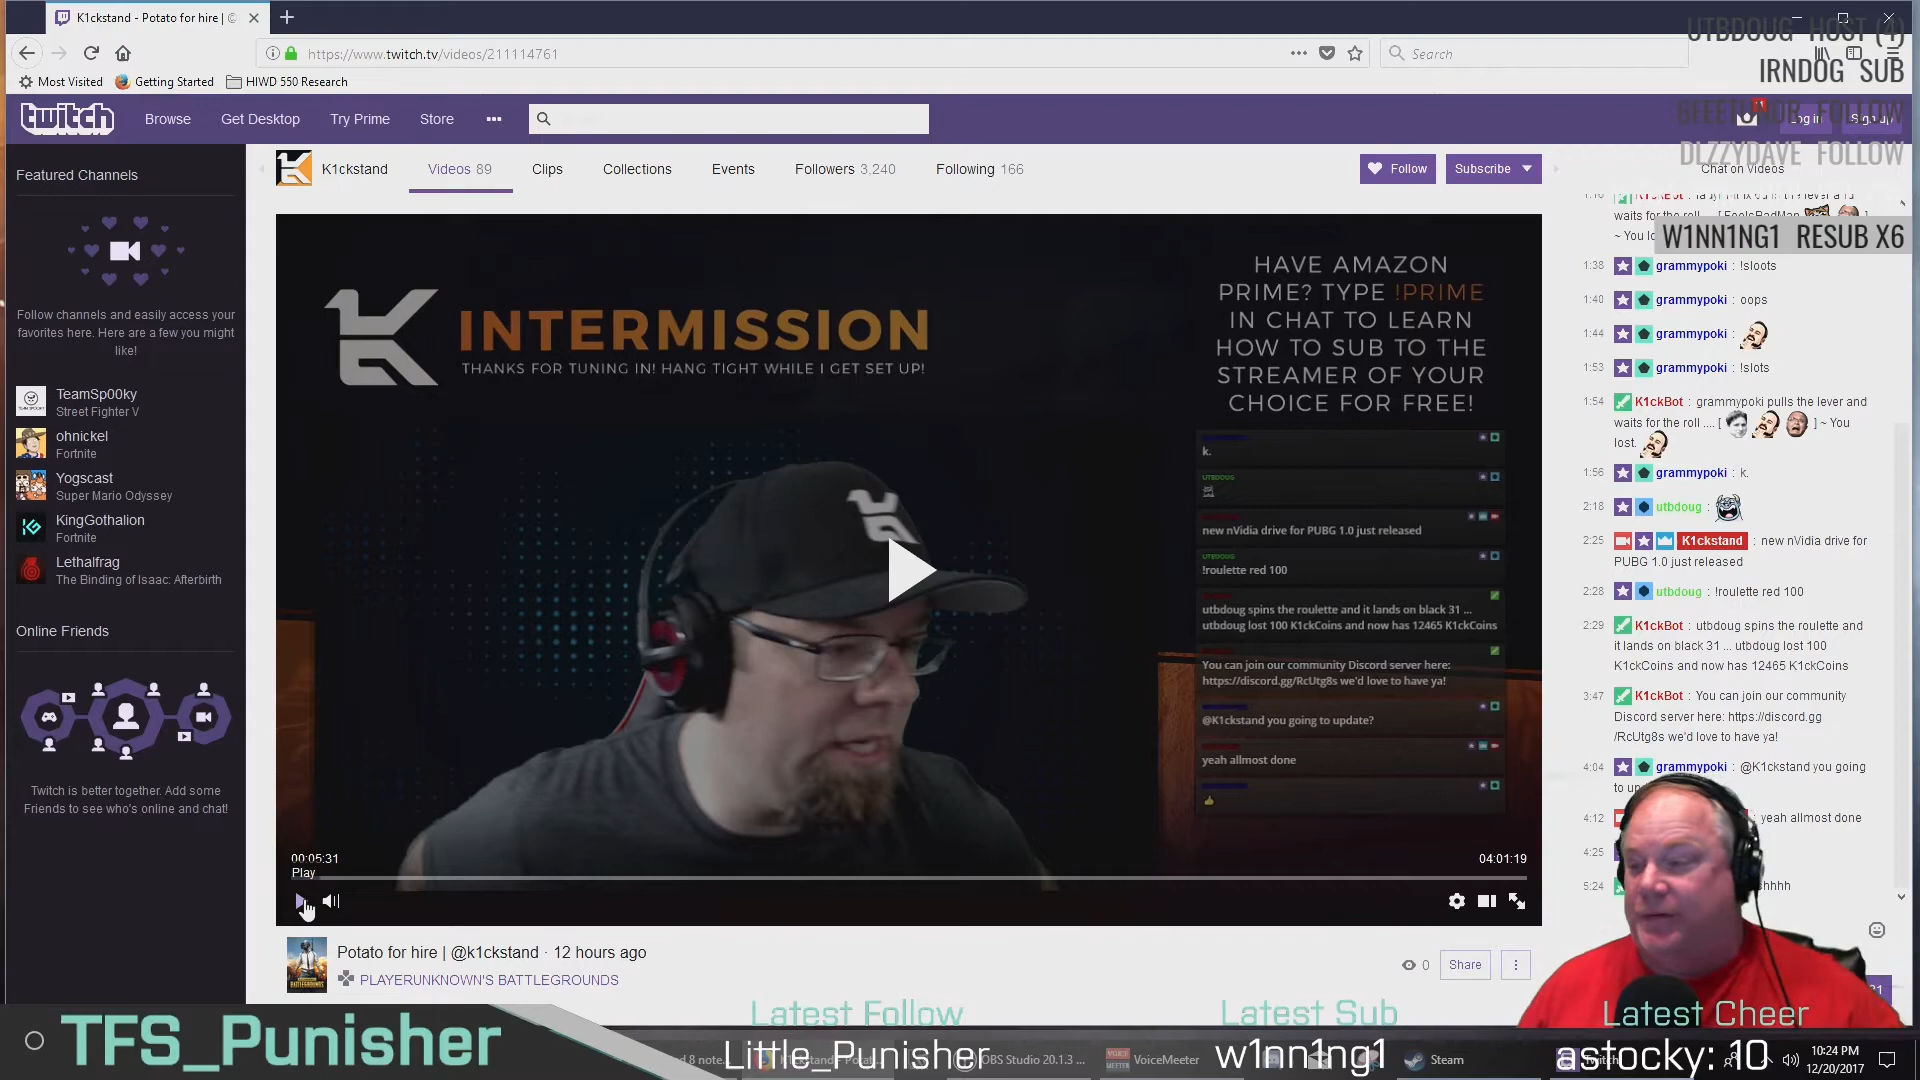 K1ckstand - Potato for hire |
https://www.twitch.tv/videos/211114761
Search
Most Visited
Getting Started
HIWD 550 Research
UTBDOUG HOST (4)
IRNDOG SUB
DLZZYDAVE FOLLOW
W1NN1NG1 RESUB X6
twitch
Browse
Get Desktop
Try Prime
Store
Log in
Sign up
Featured Channels
Follow channels and easily access your
favorites here. Here are a few you might
like!
TeamSp00ky
Street Fighter V
ohnickel
Fortnite
Yogscast
Super Mario Odyssey
KingGothalion
Fortnite
Lethalfrag
The Binding of Isaac: Afterbirth
Online Friends
Twitch is better together. Add some
Friends to see who's online and chat!
K1ckstand
Videos 89
Clips
Collections
Events
Followers 3,240
Following 166
Follow
Subscribe
INTERMISSION
THANKS FOR TUNING IN! HANG TIGHT WHILE I GET SET UP!
HAVE AMAZON
PRIME? TYPE !PRIME
IN CHAT TO LEARN
HOW TO SUB TO THE
STREAMER OF YOUR
CHOICE FOR FREE!
k.
UTBDOUG
new nVidia drive for PUBG 1.0 just released
UTBDOUG
!roulette red 100
utbdoug spins the roulette and it lands on black 31 ...
utbdoug lost 100 K1ckCoins and now has 12465 K1ckCoins
You can join our community Discord server here:
https://discord.gg/RcUtg8s we'd love to have ya!
@K1ckstand you going to update?
yeah allmost done
00:05:31
Play
04:01:19
Potato for hire | @k1ckstand · 12 hours ago
PLAYERUNKNOWN'S BATTLEGROUNDS
0
Share
Chat on Videos
waits for the roll .... [ FeelsBadMan
~ You
1:38 grammypoki : !sloots
1:40 grammypoki : oops
1:44 grammypoki :
1:53 grammypoki : !slots
1:54 K1ckBot : grammypoki pulls the lever and
waits for the roll .... [ ] ~ You
lost.
1:56 grammypoki : k.
2:18 utbdoug :
2:25 K1ckstand : new nVidia drive for
PUBG 1.0 just released
2:28 utbdoug : !roulette red 100
2:29 K1ckBot : utbdoug spins the roulette and
it lands on black 31 ... utbdoug lost 100
K1ckCoins and now has 12465 K1ckCoins
3:47 K1ckBot : You can join our community
Discord server here: https://discord.gg
/RcUtg8s we'd love to have ya!
4:04 grammypoki : @K1ckstand you going
4:12 yeah allmost done
4:25
5:24
TFS_Punisher
Latest Follow
Little_Punisher
Latest Sub
w1nn1ng1
Latest Cheer
astocky: 10
OBS Studio 20.1.3 ...
VoiceMeeter
Steam
10:24 PM
12/20/2017